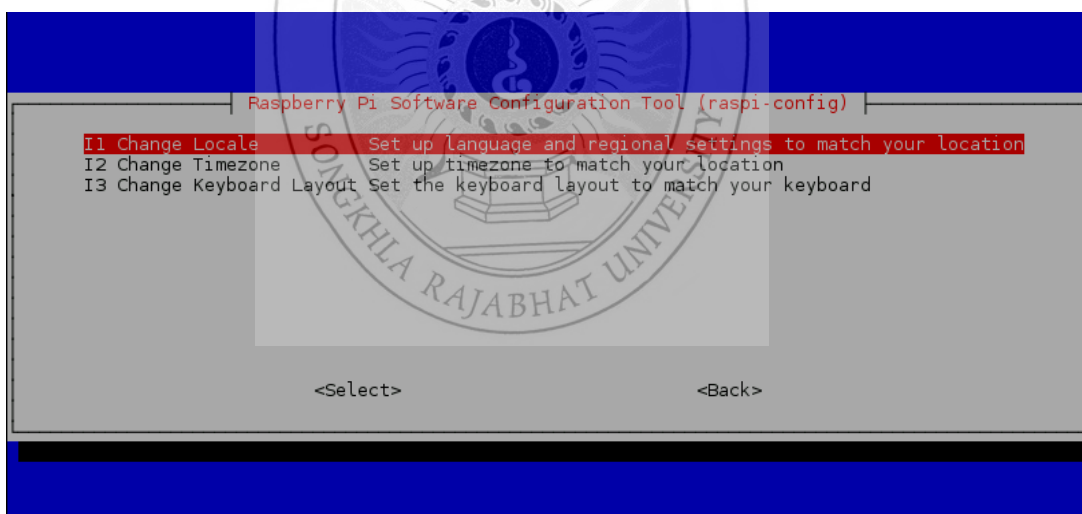 Raspberry Pi Software Configuration Tool (raspi-config)
I1 Change Locale Set up language and regional settings to match your location
I2 Change Timezone Set up timezone to match your location
I3 Change Keyboard Layout Set the keyboard layout to match your keyboard
SONGKHLA RAJABHAT UNIVERSITY
<Select> <Back>